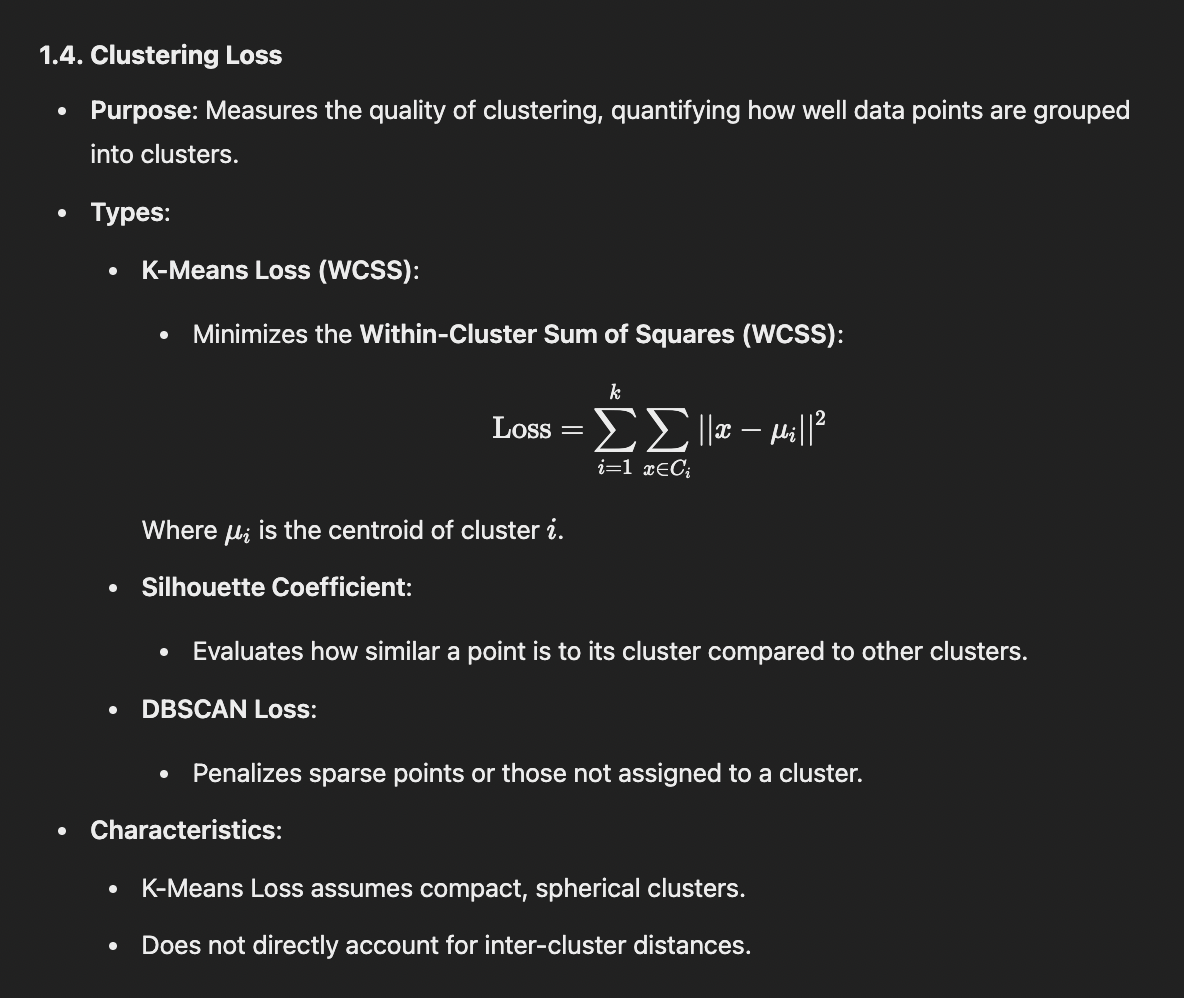 1.4. Clustering Loss
• Purpose: Measures the quality of clustering, quantifying how well data points are grouped
into clusters.
• Types:
• K-Means Loss (WCSS):
• Minimizes the Within-Cluster Sum of Squares (WCSS):
Loss = \sum_{i=1}^{k} \sum_{x \in C_i} ||x − μ_i||^2
Where μ_i is the centroid of cluster i.
• Silhouette Coefficient:
• Evaluates how similar a point is to its cluster compared to other clusters.
• DBSCAN Loss:
• Penalizes sparse points or those not assigned to a cluster.
• Characteristics:
• K-Means Loss assumes compact, spherical clusters.
• Does not directly account for inter-cluster distances.